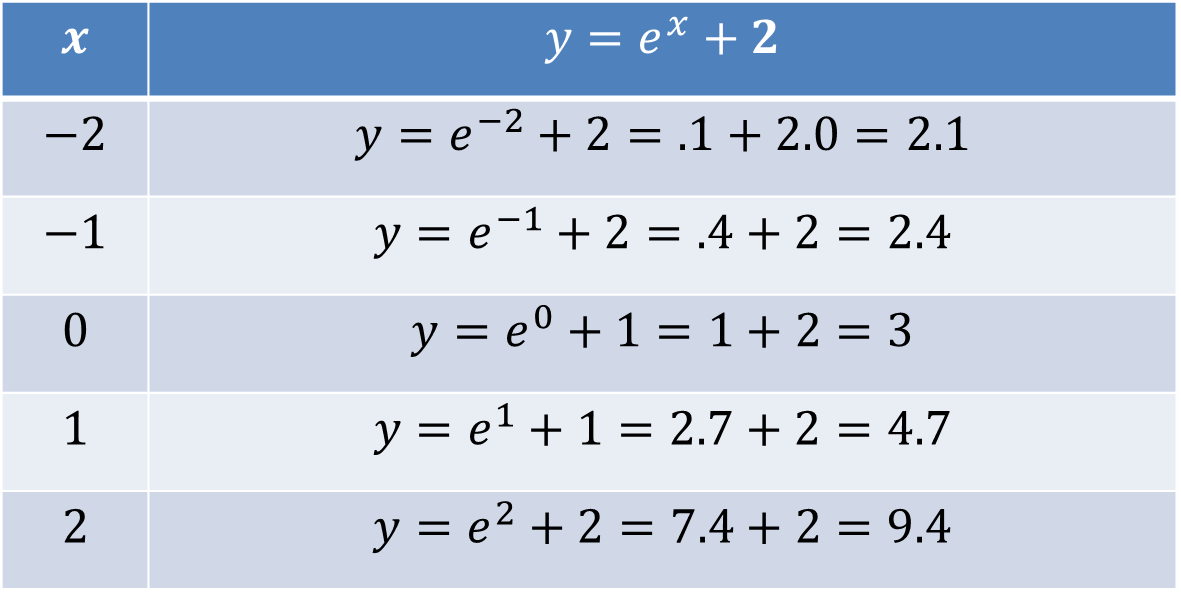 x y = e^x + 2
−2 y = e^−2 + 2 = .1 + 2.0 = 2.1
−1 y = e^−1 + 2 = .4 + 2 = 2.4
0 y = e^0 + 1 = 1 + 2 = 3
1 y = e^1 + 1 = 2.7 + 2 = 4.7
2 y = e^2 + 2 = 7.4 + 2 = 9.4